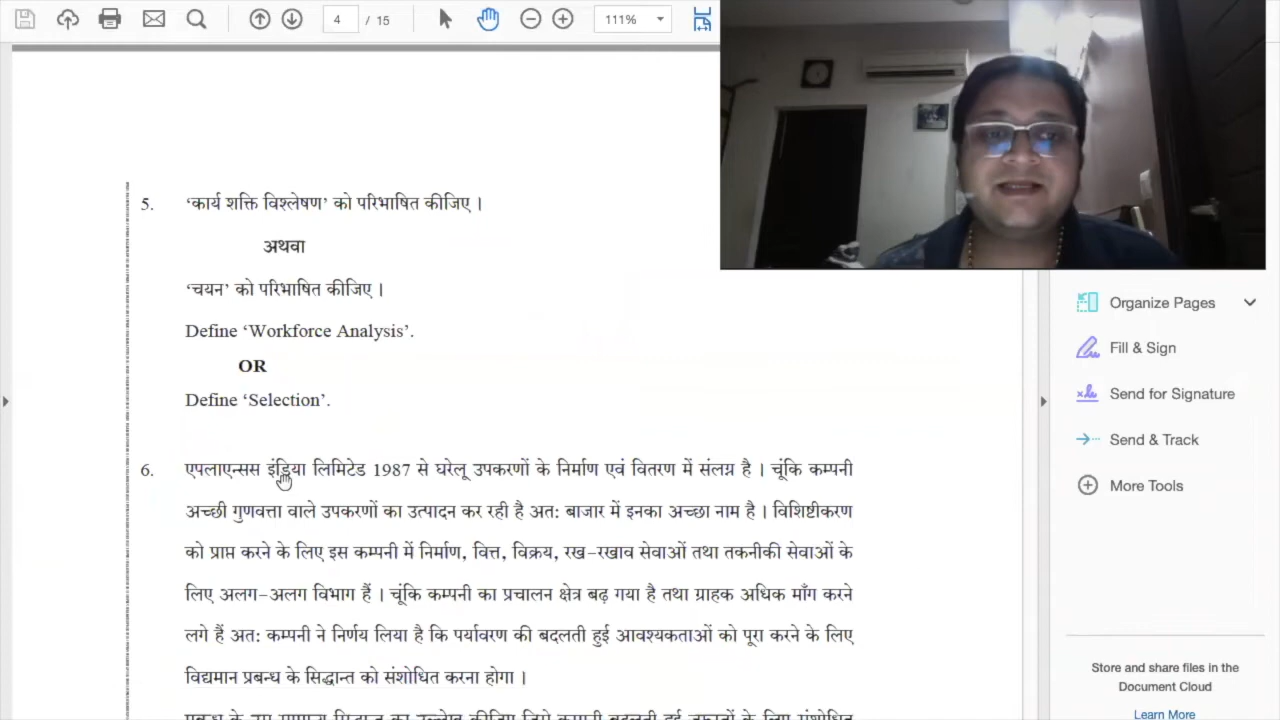 4 / 15
111%
5. ‘कार्य शक्ति विश्लेषण’ को परिभाषित कीजिए ।
अथवा
‘चयन’ को परिभाषित कीजिए ।
Define ‘Workforce Analysis’.
OR
Define ‘Selection’.
6. एपलाएन्सस इंडिया लिमिटेड 1987 से घरेलू उपकरणों के निर्माण एवं वितरण में संलग्न है । चूंकि कम्पनी
अच्छी गुणवत्ता वाले उपकरणों का उत्पादन कर रही है अत: बाजार में इनका अच्छा नाम है । विशिष्टीकरण
को प्राप्त करने के लिए इस कम्पनी में निर्माण, वित्त, विक्रय, रख-रखाव सेवाओं तथा तकनीकी सेवाओं के
लिए अलग-अलग विभाग हैं । चूंकि कम्पनी का प्रचालन क्षेत्र बढ़ गया है तथा ग्राहक अधिक माँग करने
लगे हैं अत: कम्पनी ने निर्णय लिया है कि पर्यावरण की बदलती हुई आवश्यकताओं को पूरा करने के लिए
विद्यमान प्रबन्ध के सिद्धान्त को संशोधित करना होगा ।
Organize Pages
Fill & Sign
Send for Signature
Send & Track
More Tools
Store and share files in the
Document Cloud
Learn More